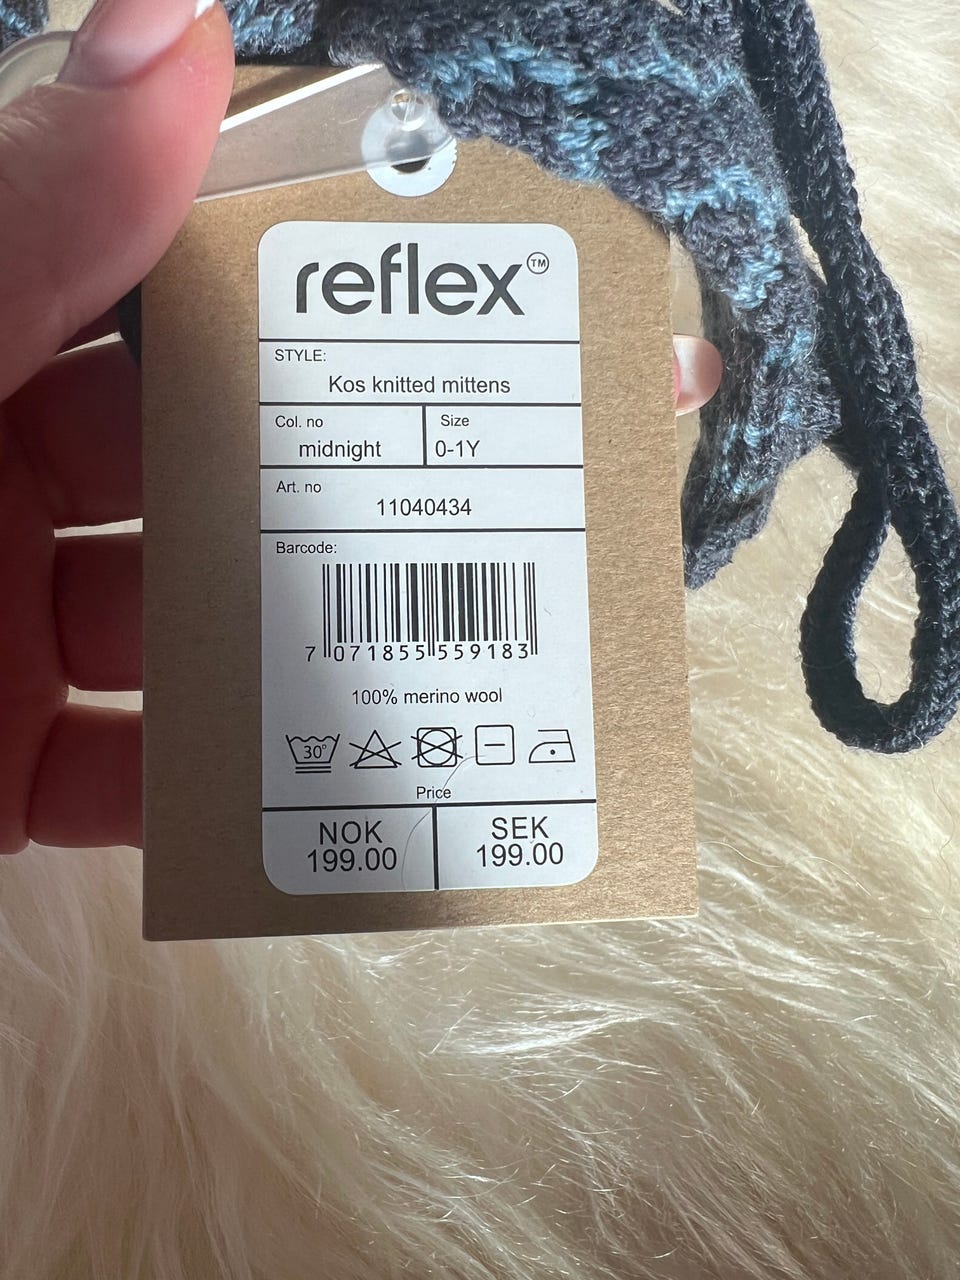 reflex™
STYLE:
Kos knitted mittens
Col. no
midnight
Size
0-1Y
Art. no
11040434
Barcode:
7 071855 559183
100% merino wool
30°
Price
NOK
199.00
SEK
199.00